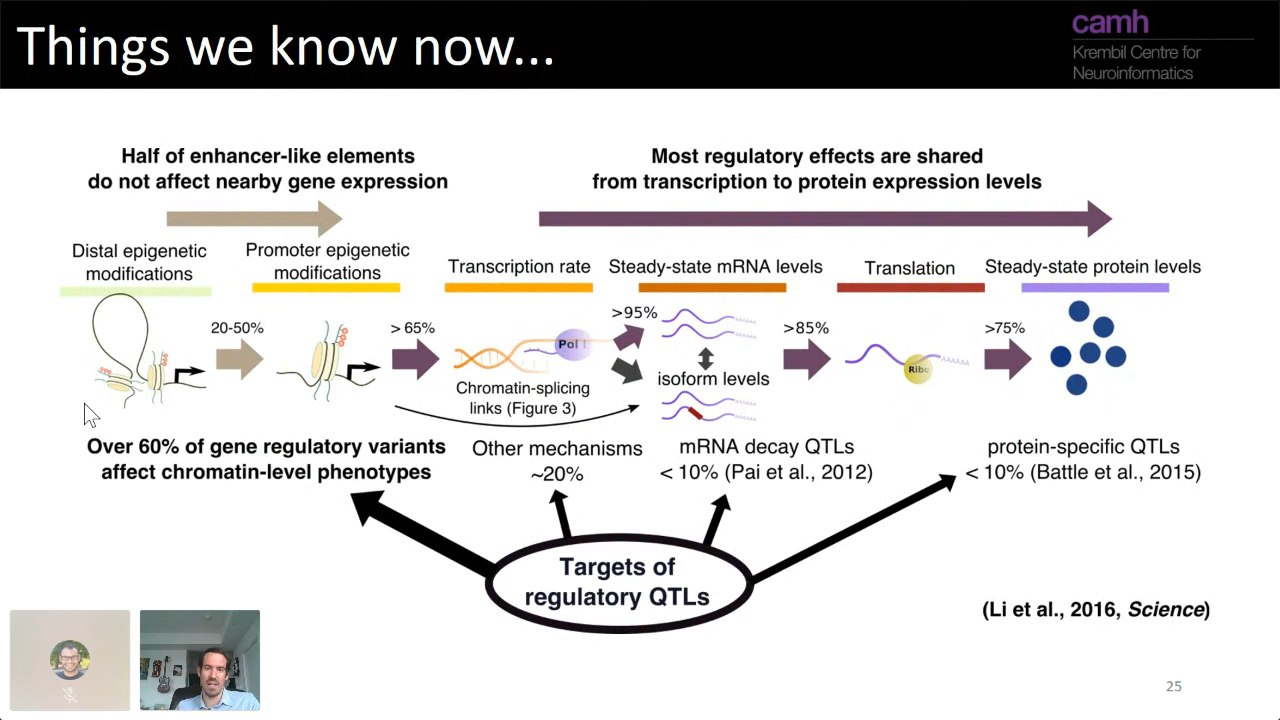 Things we know now...
camh
Krembil Centre for
Neuroinformatics
Half of enhancer-like elements
do not affect nearby gene expression
Most regulatory effects are shared
from transcription to protein expression levels
Distal epigenetic
modifications
Promoter epigenetic
modifications
Transcription rate
Steady-state mRNA levels
Translation
Steady-state protein levels
20-50%
> 65%
>95%
>85%
>75%
Pol I
Ribo
AAAAAA
AAAAAA
AAAAAA
isoform levels
AAAAAA
AAAAAA
Chromatin-splicing
links (Figure 3)
Over 60% of gene regulatory variants
affect chromatin-level phenotypes
Other mechanisms
~20%
mRNA decay QTLs
< 10% (Pai et al., 2012)
protein-specific QTLs
< 10% (Battle et al., 2015)
Targets of
regulatory QTLs
(Li et al., 2016, Science)
25